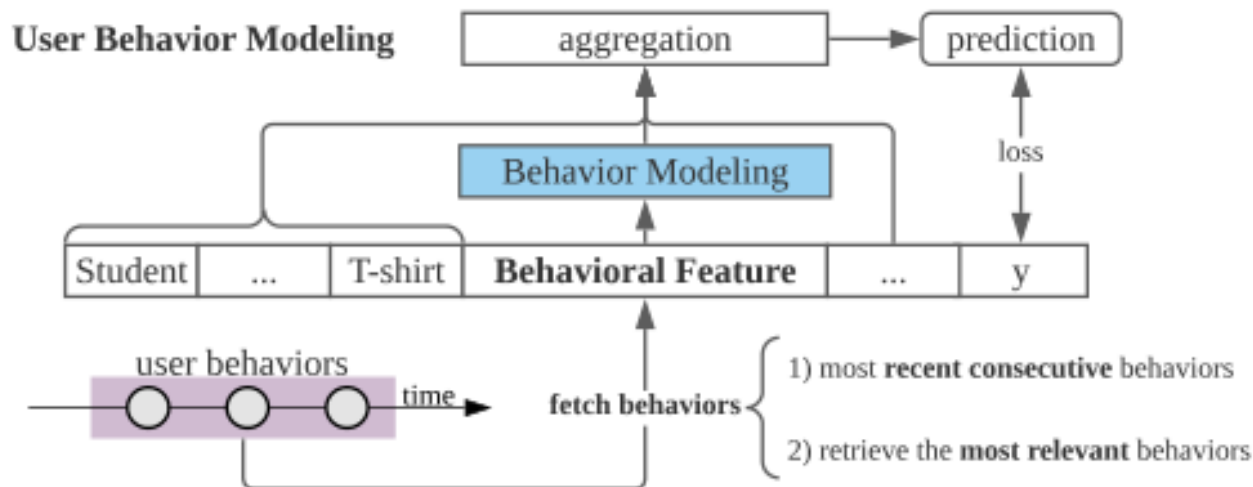 User Behavior Modeling
aggregation
prediction
loss
Behavior Modeling
Student
...
T-shirt
Behavioral Feature
...
y
user behaviors
time
fetch behaviors
1) most recent consecutive behaviors
2) retrieve the most relevant behaviors